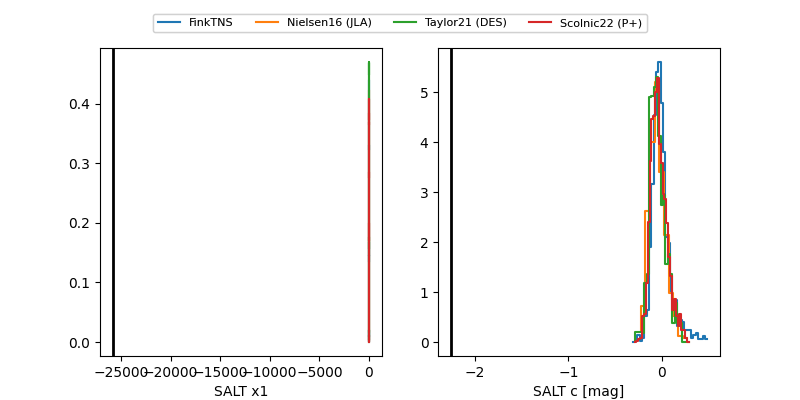 FinkTNS Nielsen16 (JLA) Taylor21 (DES) Scolnic22 (P+)
0.4
0.3
0.2
0.1
0.0
−25000 −20000 −15000 −10000 −5000 0
SALT x1
5
4
3
2
1
0
−2 −1 0
SALT c [mag]